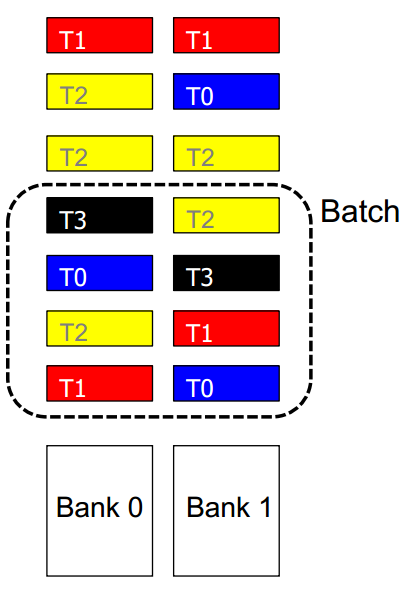 T1 T1
T2 T0
T2 T2
T3 T2 Batch
T0 T3
T2 T1
T1 T0
Bank 0 Bank 1